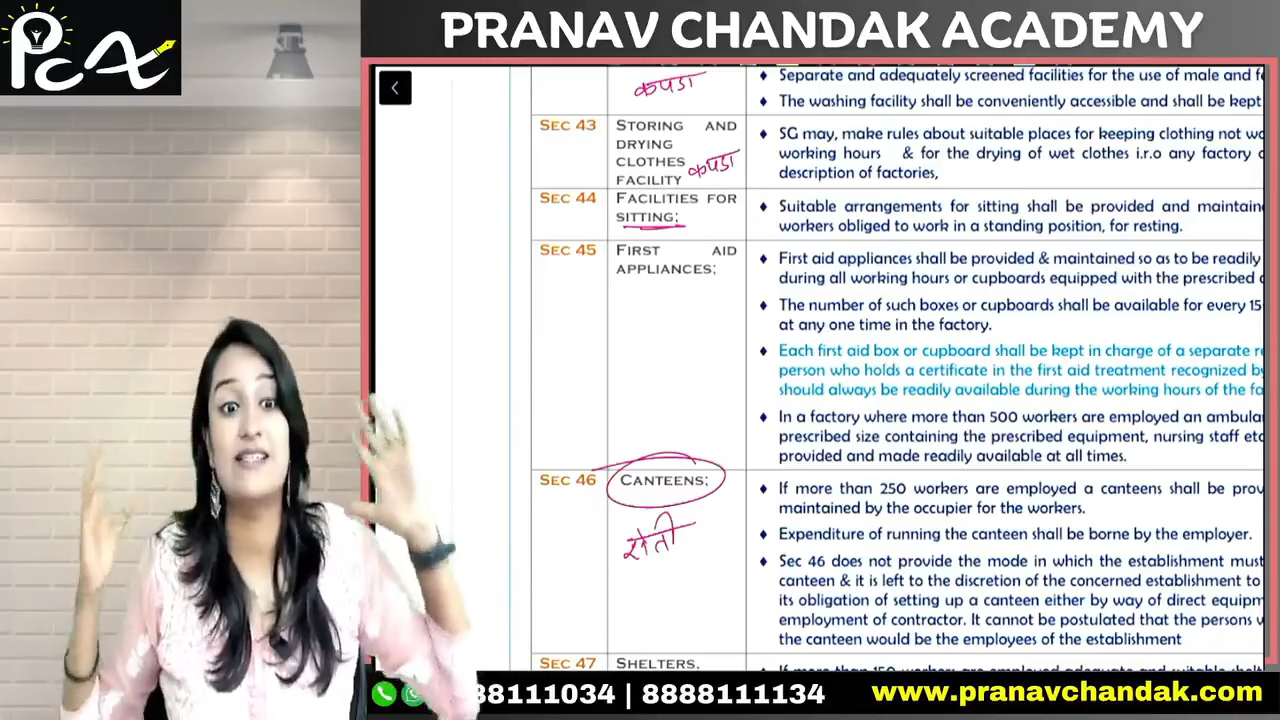 PCA
PRANAV CHANDAK ACADEMY
कपडा
♦ Separate and adequately screened facilities for the use of male and
♦ The washing facility shall be conveniently accessible and shall be kept
SEC 43
STORING AND
DRYING
CLOTHES
FACILITY
कपडा
♦ SG may, make rules about suitable places for keeping clothing not
working hours & for the drying of wet clothes i.r.o any factory
description of factories,
SEC 44
FACILITIES FOR
SITTING;
♦ Suitable arrangements for sitting shall be provided and
workers obliged to work in a standing position, for resting.
SEC 45
FIRST AID
APPLIANCES;
♦ First aid appliances shall be provided & maintained so as to be readily
during all working hours or cupboards equipped with the prescribed
♦ The number of such boxes or cupboards shall be available for every 15
at any one time in the factory.
♦ Each first aid box or cupboard shall be kept in charge of a separate
person who holds a certificate in the first aid treatment recognized
should always be readily available during the working hours of the
♦ In a factory where more than 500 workers are employed an
prescribed size containing the prescribed equipment, nursing staff
provided and made readily available at all times.
SEC 46
CANTEENS;
रोती
♦ If more than 250 workers are employed a canteens shall be
maintained by the occupier for the workers.
♦ Expenditure of running the canteen shall be borne by the employer.
♦ Sec 46 does not provide the mode in which the establishment must
canteen & it is left to the discretion of the concerned establishment to
its obligation of setting up a canteen either by way of direct
employment of contractor. It cannot be postulated that the persons
the canteen would be the employees of the establishment
SEC 47
SHELTERS,
88111034 | 8888111134
www.pranavchandak.com